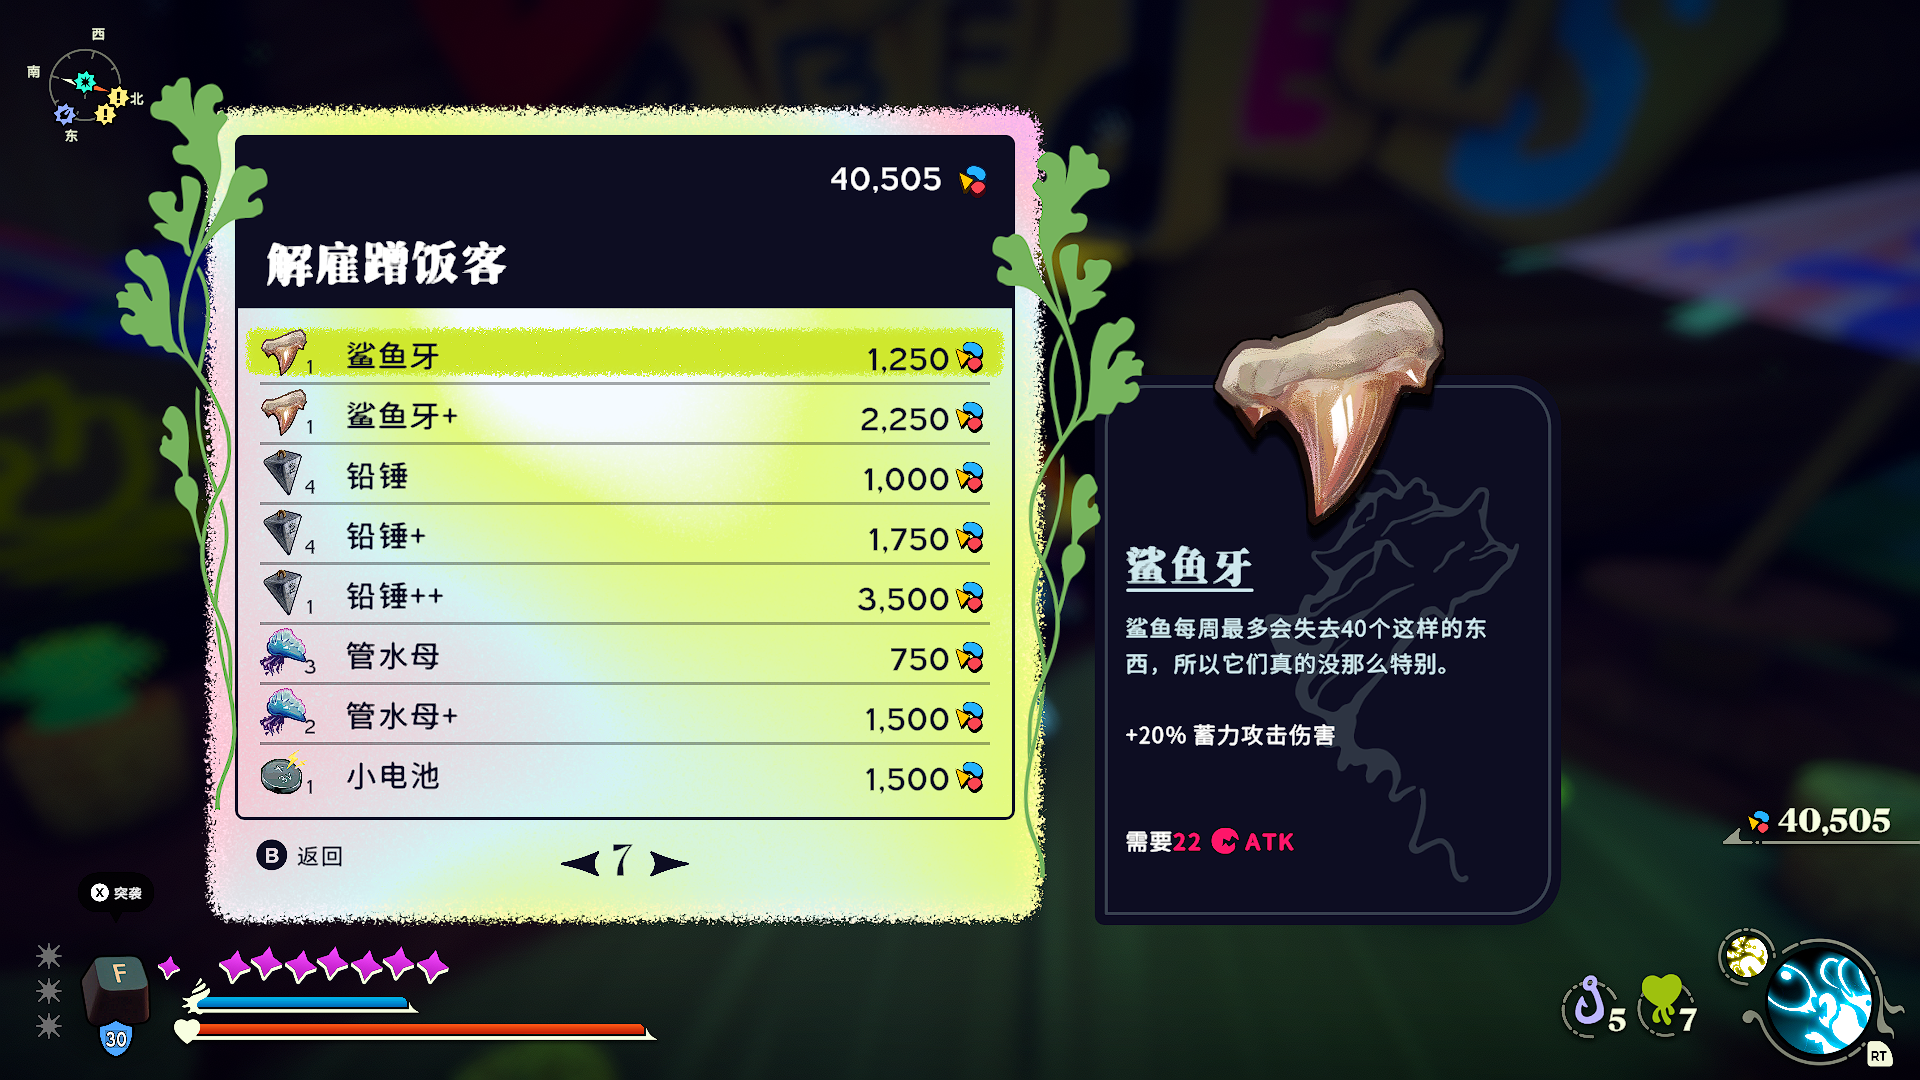 西
南
北
东
40,505
解雇蹭饭客
1 鲨鱼牙 1,250
1 鲨鱼牙+ 2,250
4 铅锤 1,000
4 铅锤+ 1,750
1 铅锤++ 3,500
3 管水母 750
2 管水母+ 1,500
1 小电池 1,500
B 返回
7
鲨鱼牙
鲨鱼每周最多会失去40个这样的东
西，所以它们真的没那么特别。
+20% 蓄力攻击伤害
需要22 ATK
40,505
X 突袭
F
30
5
7
RT